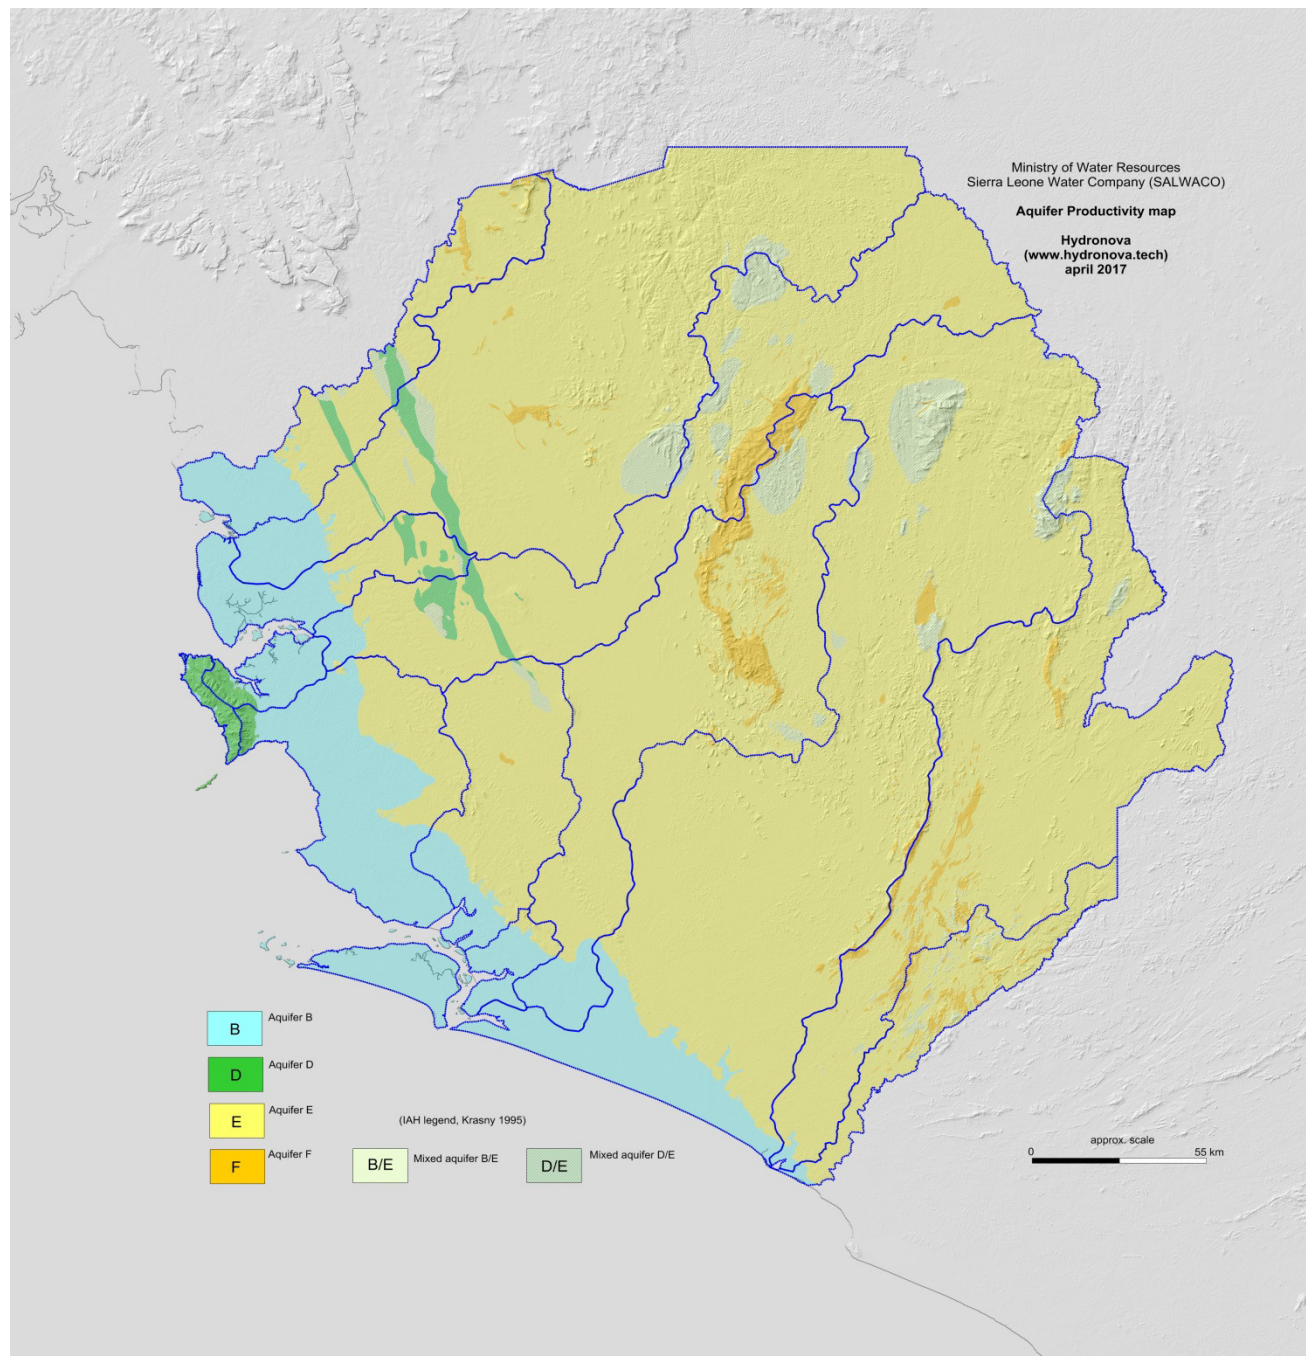 Ministry of Water Resources
Sierra Leone Water Company (SALWACO)
Aquifer Productivity map
Hydronova
(www.hydronova.tech)
april 2017
B
Aquifer B
D
Aquifer D
E
Aquifer E
(IAH legend, Krasny 1995)
F
Aquifer F
B/E
Mixed aquifer B/E
D/E
Mixed aquifer D/E
approx. scale
0
55 km